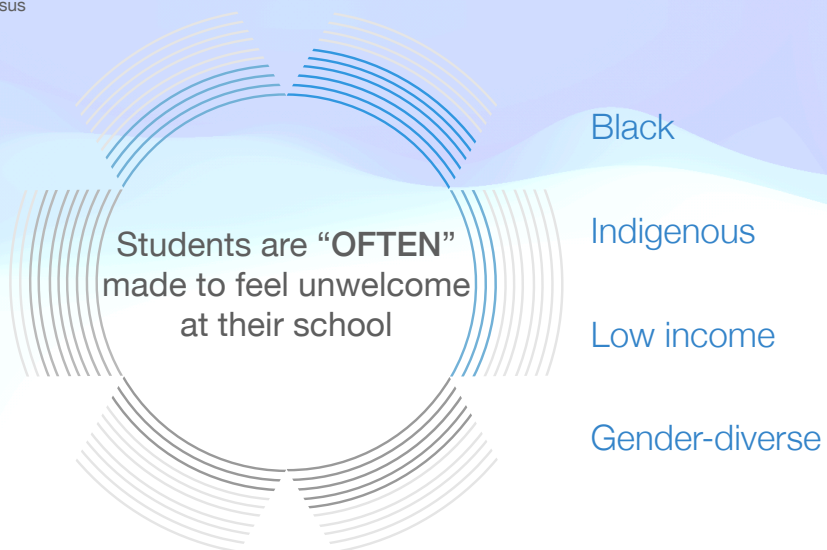 Students are “OFTEN”
made to feel unwelcome
at their school
Black
Indigenous
Low income
Gender-diverse